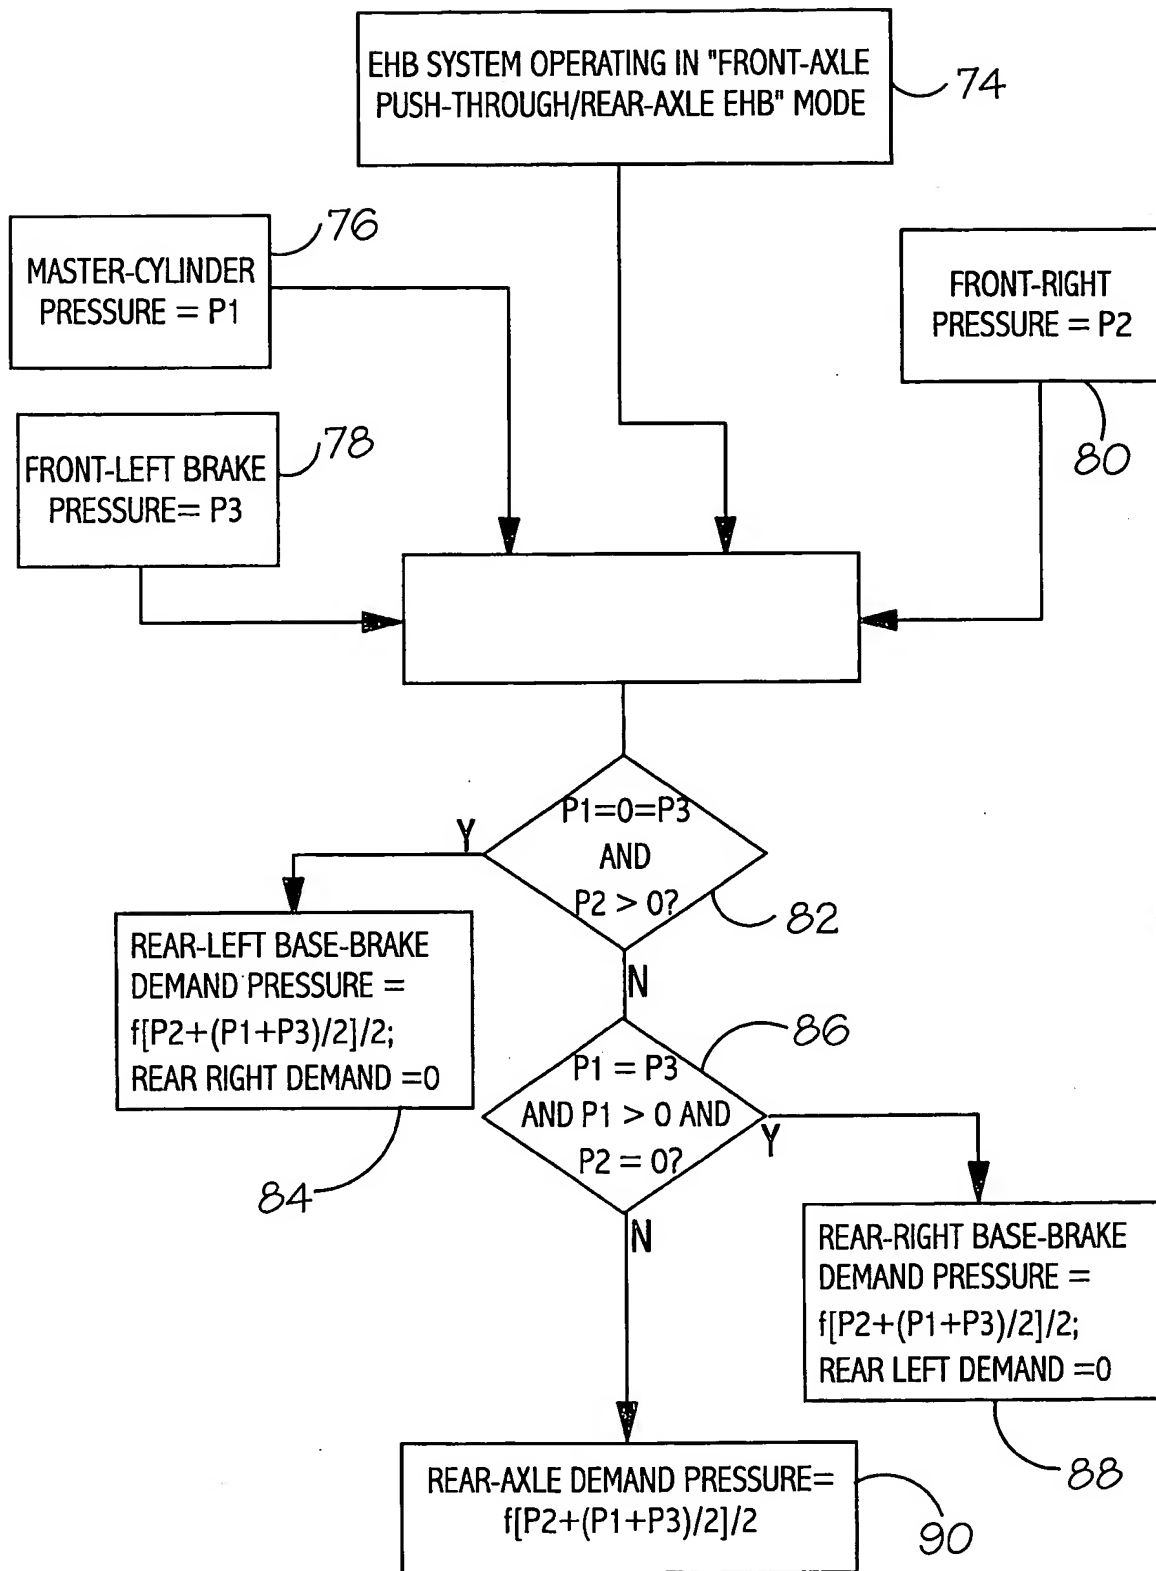 EHB SYSTEM OPERATING IN "FRONT-AXLE
PUSH-THROUGH/REAR-AXLE EHB" MODE
74
76
MASTER-CYLINDER
PRESSURE = P1
FRONT-RIGHT
PRESSURE = P2
80
78
FRONT-LEFT BRAKE
PRESSURE= P3
P1=0=P3
AND
P2 > 0?
Y
82
N
REAR-LEFT BASE-BRAKE
DEMAND PRESSURE =
f[P2+(P1+P3)/2]/2;
REAR RIGHT DEMAND =0
84
86
P1 = P3
AND P1 > 0 AND
P2 = 0?
Y
N
REAR-RIGHT BASE-BRAKE
DEMAND PRESSURE =
f[P2+(P1+P3)/2]/2;
REAR LEFT DEMAND =0
88
REAR-AXLE DEMAND PRESSURE=
f[P2+(P1+P3)/2]/2
90